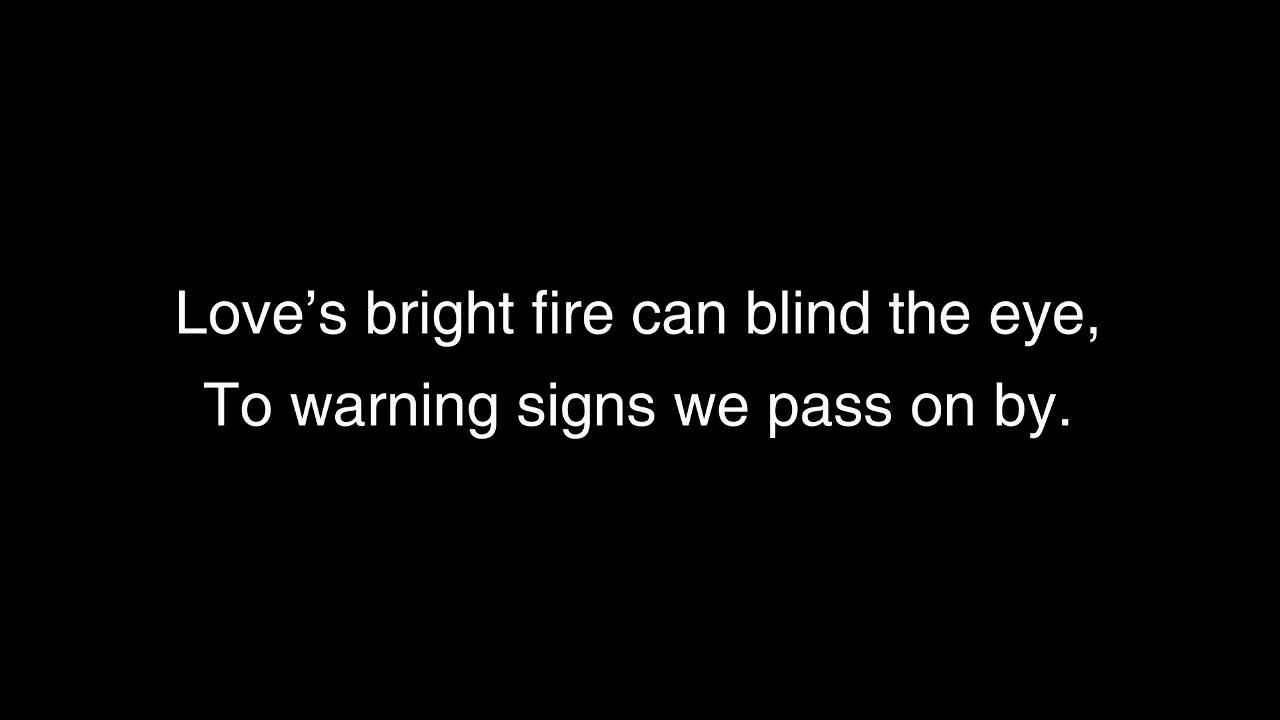 Love’s bright fire can blind the eye,
To warning signs we pass on by.